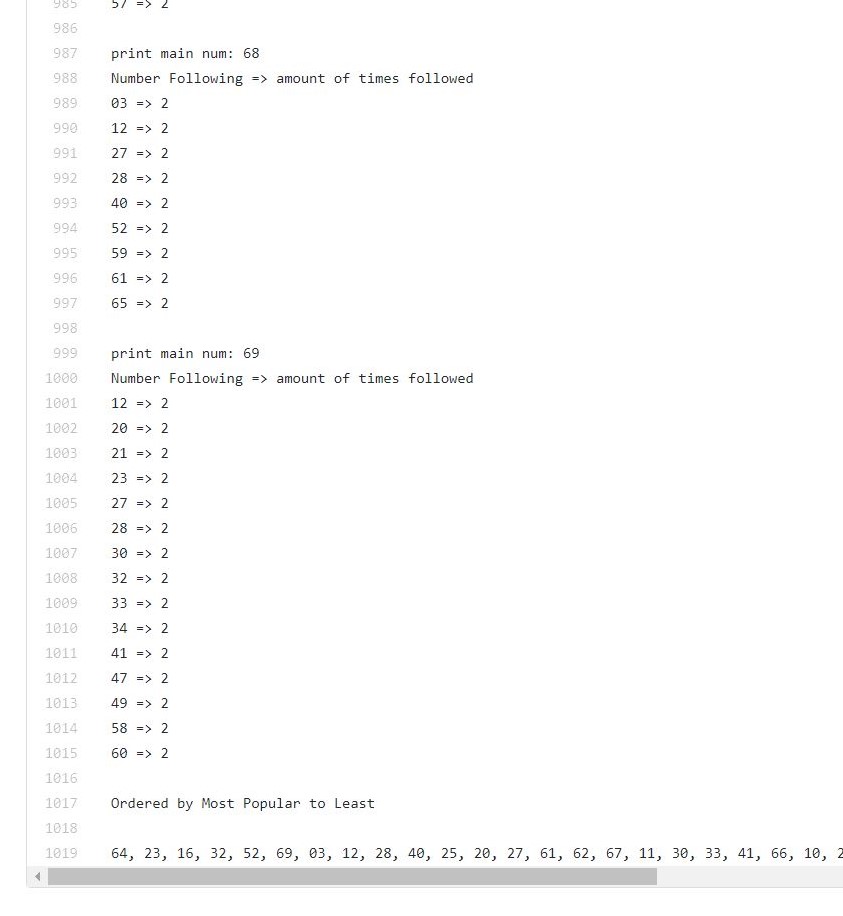 985 57 => 2
986
987 print main num: 68
988 Number Following => amount of times followed
989 03 => 2
990 12 => 2
991 27 => 2
992 28 => 2
993 40 => 2
994 52 => 2
995 59 => 2
996 61 => 2
997 65 => 2
998
999 print main num: 69
1000 Number Following => amount of times followed
1001 12 => 2
1002 20 => 2
1003 21 => 2
1004 23 => 2
1005 27 => 2
1006 28 => 2
1007 30 => 2
1008 32 => 2
1009 33 => 2
1010 34 => 2
1011 41 => 2
1012 47 => 2
1013 49 => 2
1014 58 => 2
1015 60 => 2
1016
1017 Ordered by Most Popular to Least
1018
1019 64, 23, 16, 32, 52, 69, 03, 12, 28, 40, 25, 20, 27, 61, 62, 67, 11, 30, 33, 41, 66, 10,